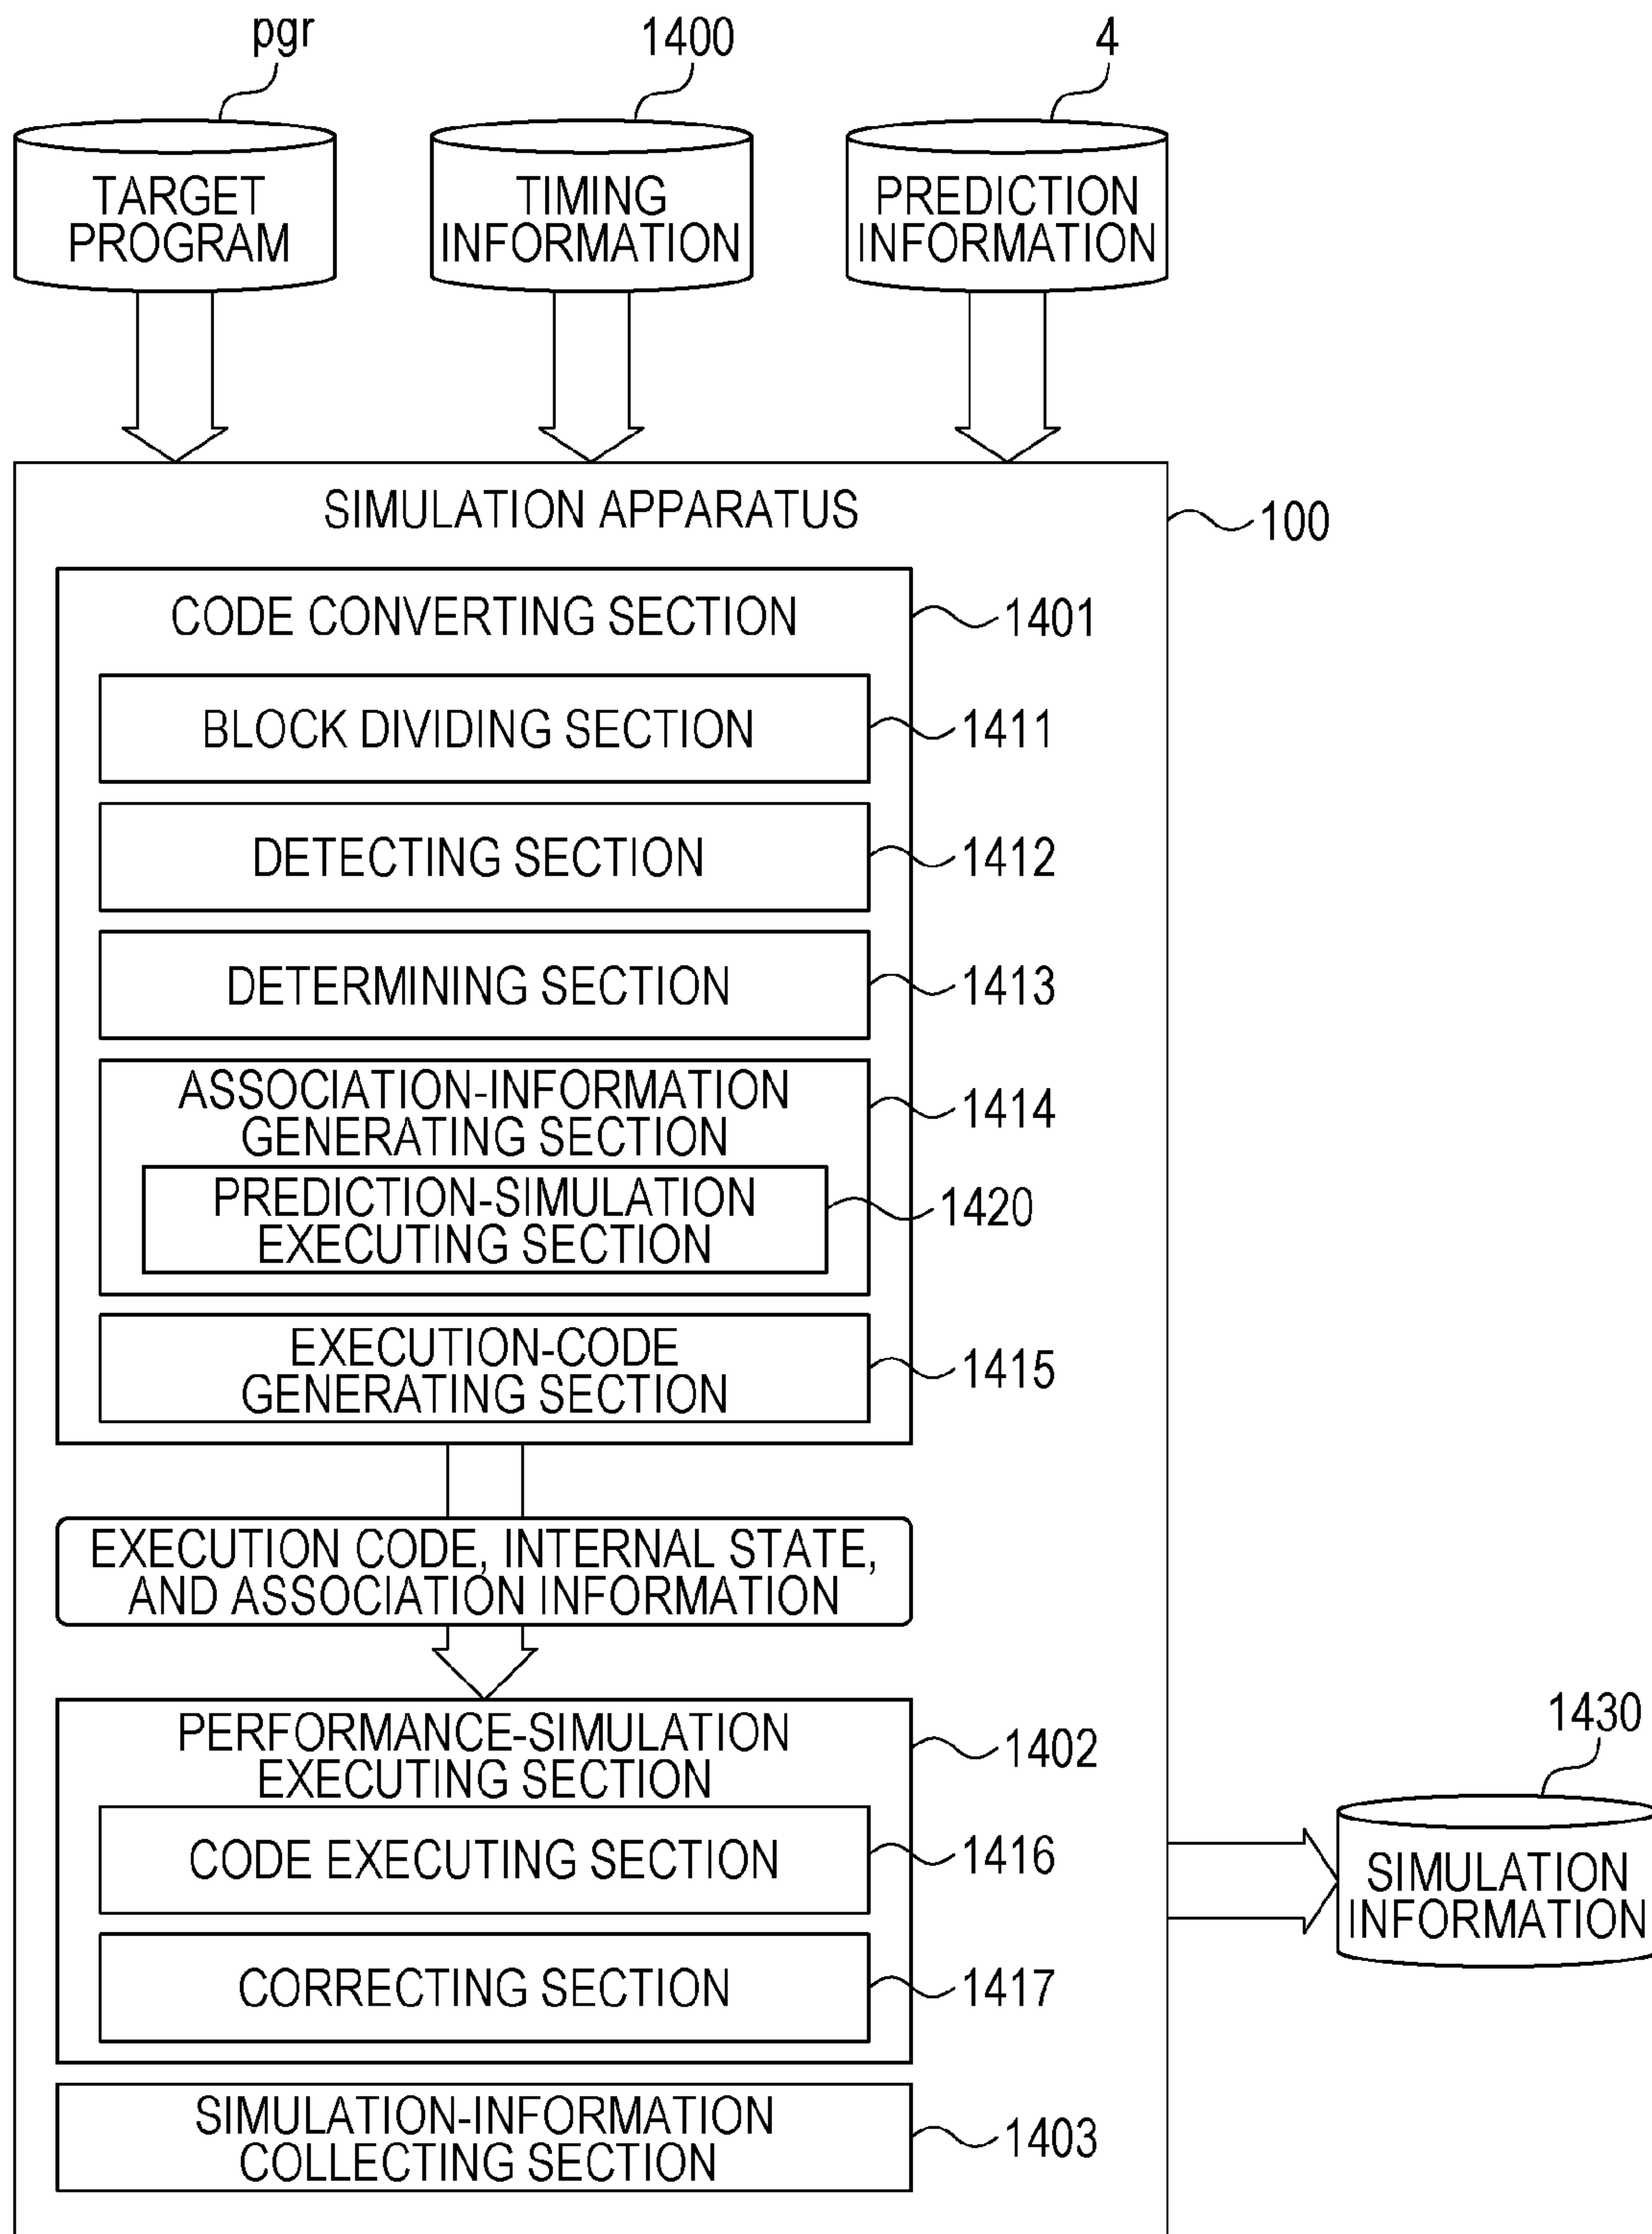 pgr
1400
4
TARGET
PROGRAM
TIMING
INFORMATION
PREDICTION
INFORMATION
SIMULATION APPARATUS
100
CODE CONVERTING SECTION
1401
BLOCK DIVIDING SECTION
1411
DETECTING SECTION
1412
DETERMINING SECTION
1413
ASSOCIATION-INFORMATION
GENERATING SECTION
1414
PREDICTION-SIMULATION
EXECUTING SECTION
1420
EXECUTION-CODE
GENERATING SECTION
1415
EXECUTION CODE, INTERNAL STATE,
AND ASSOCIATION INFORMATION
PERFORMANCE-SIMULATION
EXECUTING SECTION
1402
CODE EXECUTING SECTION
1416
CORRECTING SECTION
1417
1430
SIMULATION
INFORMATION
SIMULATION-INFORMATION
COLLECTING SECTION
1403